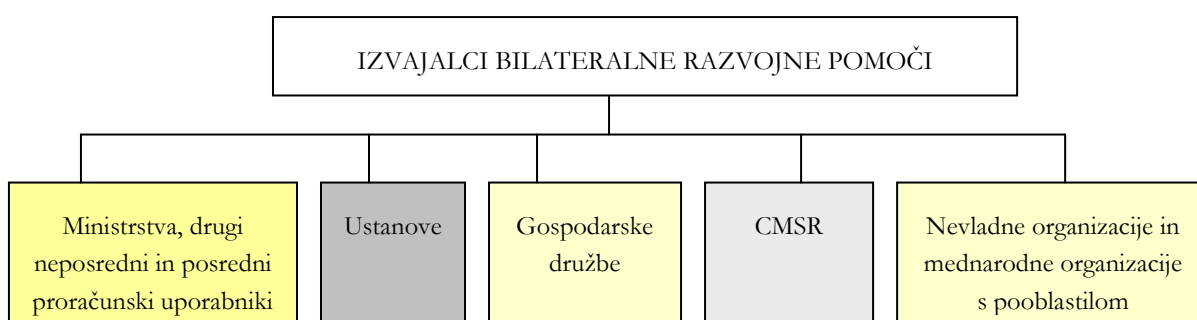 IZVAJALCI BILATERALNE RAZVOJNE POMOČI
Ministrstva, drugi
neposredni in posredni
proračunski uporabniki
Ustanove
Gospodarske
družbe
CMSR
Nevladne organizacije in
mednarodne organizacije
s pooblastilom